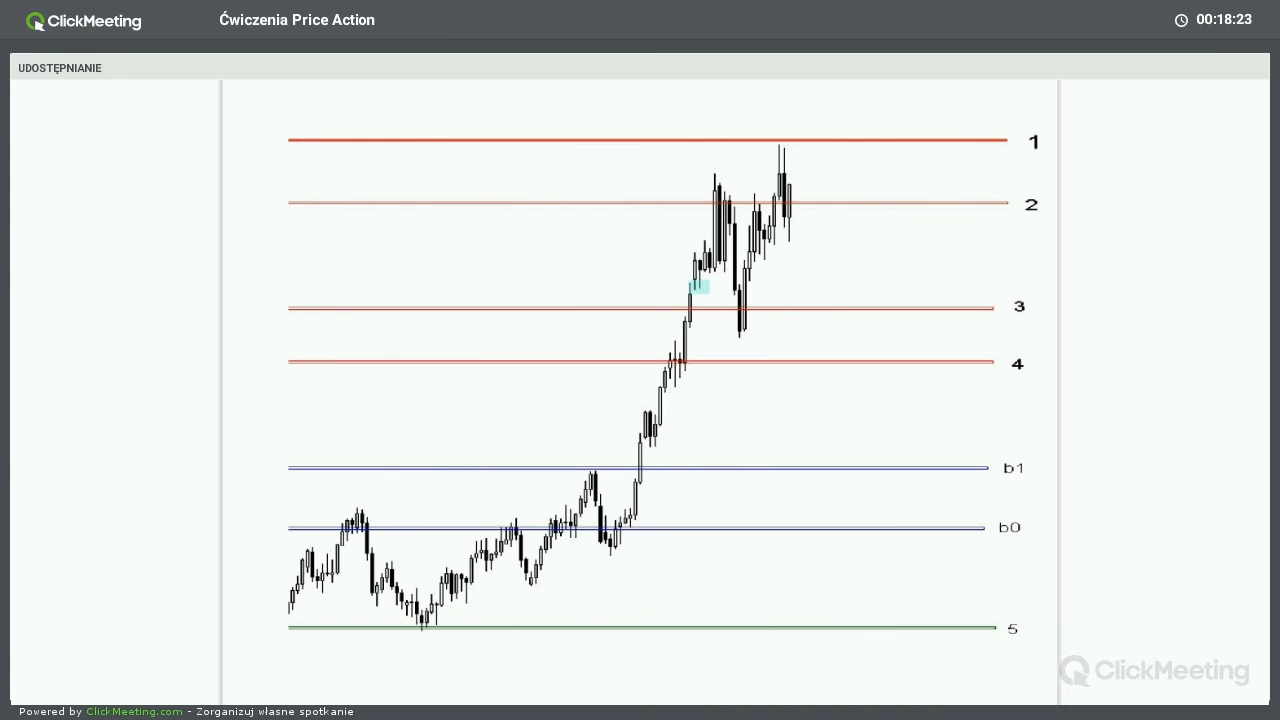 ClickMeeting
Ćwiczenia Price Action
00:18:23
UDOSTĘPNIANIE
1
2
3
4
b1
b0
5
ClickMeeting
Powered by ClickMeeting.com - Zorganizuj własne spotkanie